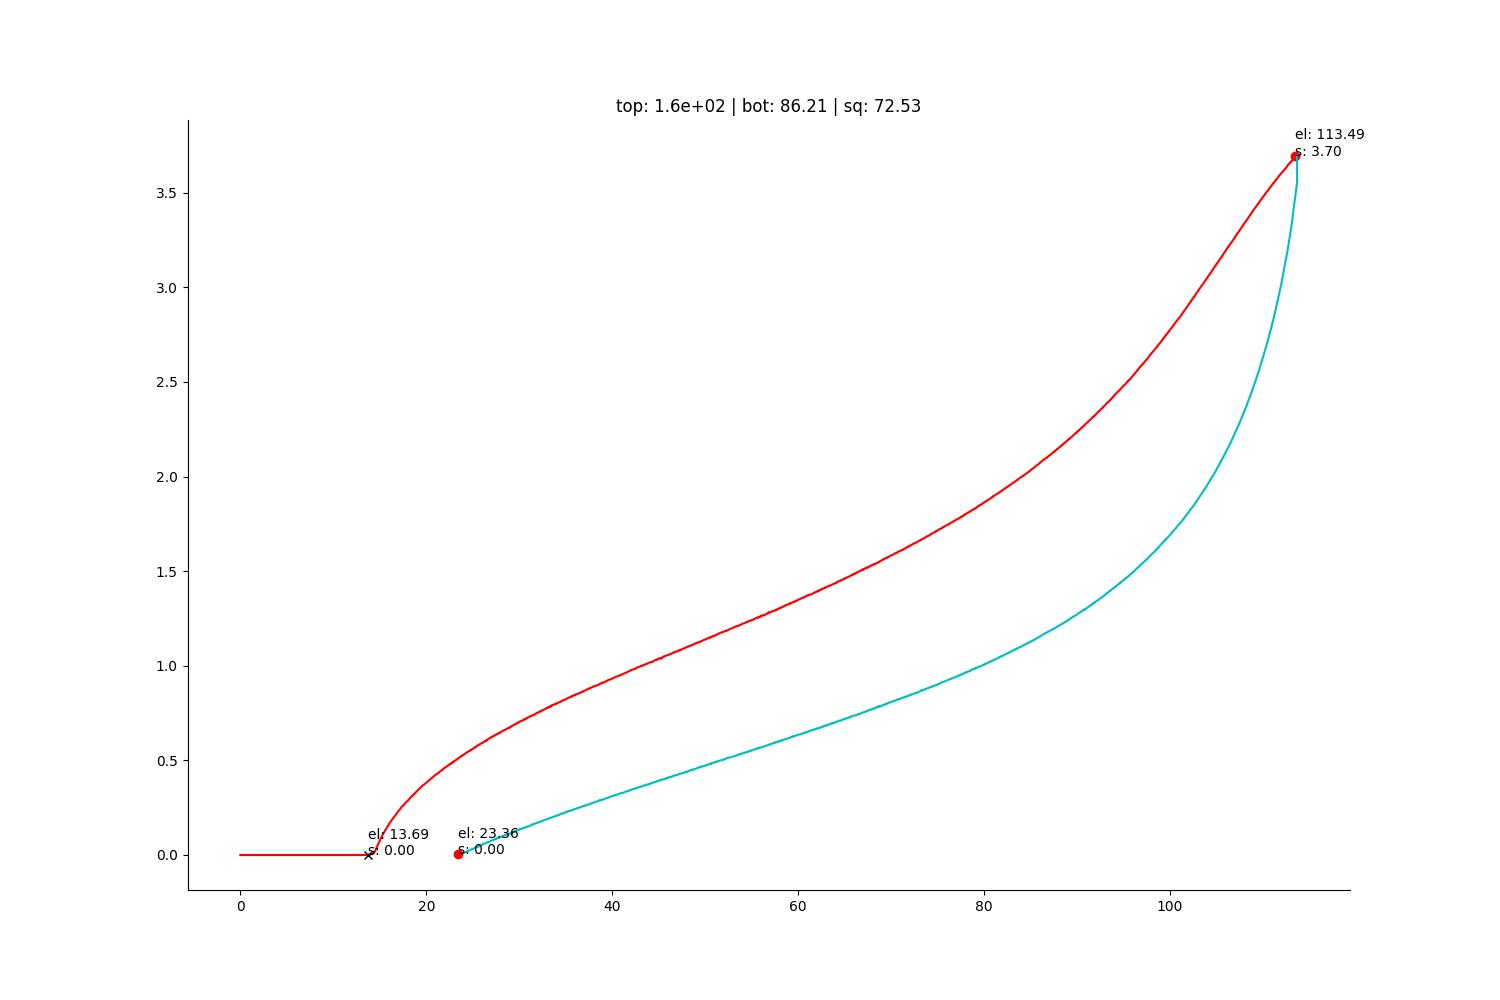 top: 1.6e+02 | bot: 86.21 | sq: 72.53
el: 113.49
s: 3.70
3.5
3.0
2.5
2.0
1.5
1.0
0.5
0.0
el: 13.69
s: 0.00
el: 23.36
s: 0.00
0
20
40
60
80
100